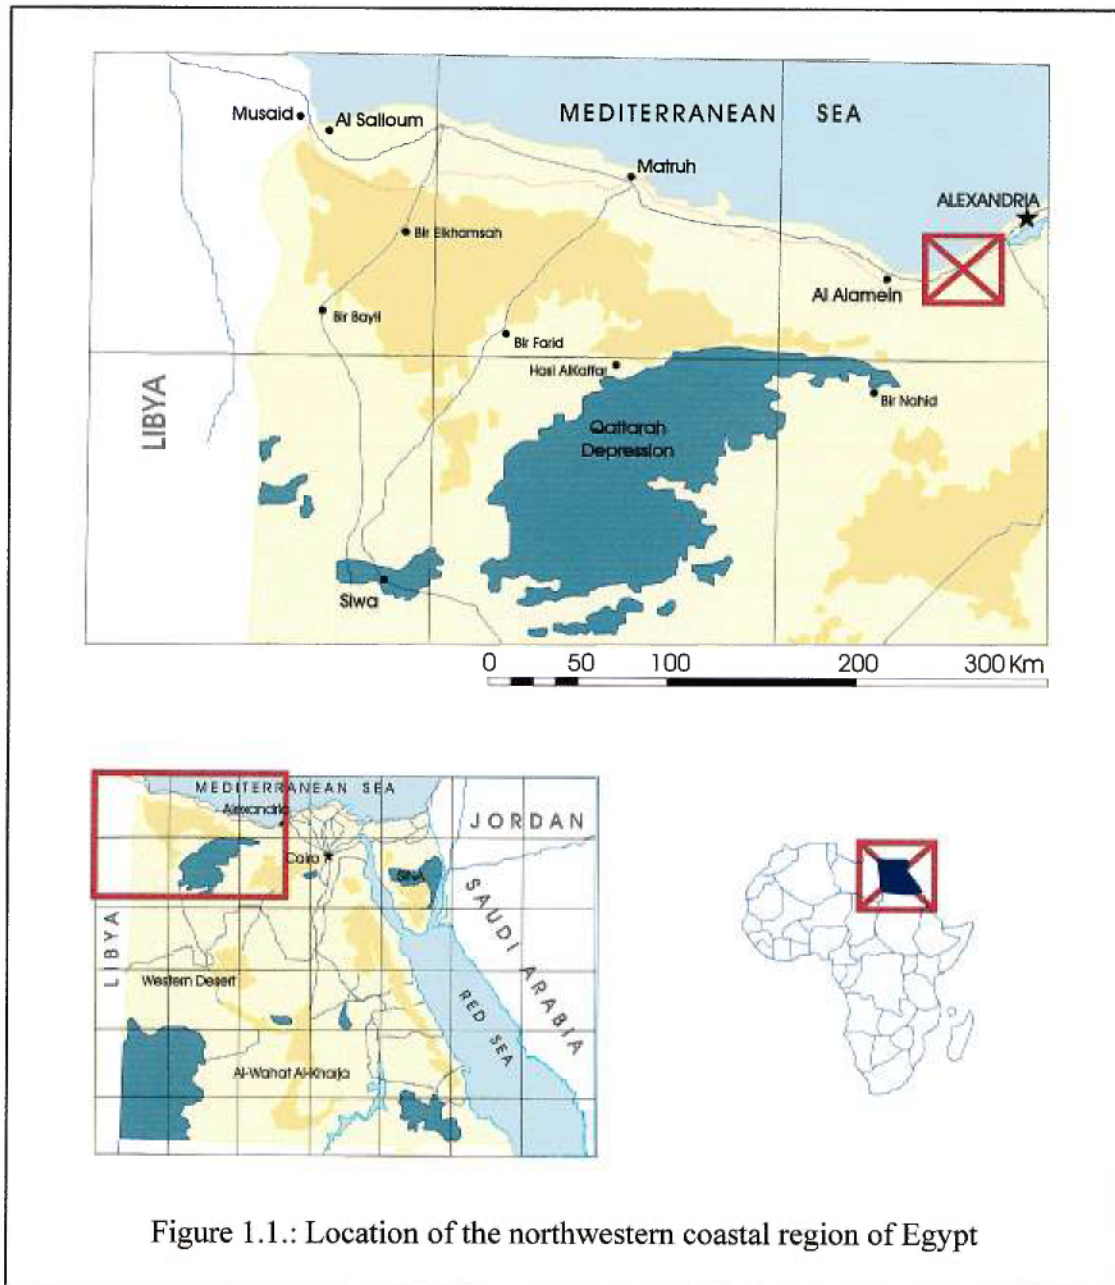 MEDITERRANEAN SEA
Musaid
Al Salloum
Matruh
ALEXANDRIA
Bir Elkhamsah
Al Alamein
Bir Bayli
Bir Farid
Hasi AlKaffar
Bir Nahid
LIBYA
Qattarah
Depression
Siwa
0 50 100 200 300 Km
MEDITERRANEAN SEA
Alexandria
JORDAN
Cairo
SINAI
SAUDI ARABIA
LIBYA
Western Desert
RED SEA
Al-Wahat Al-Kharja
Figure 1.1.: Location of the northwestern coastal region of Egypt